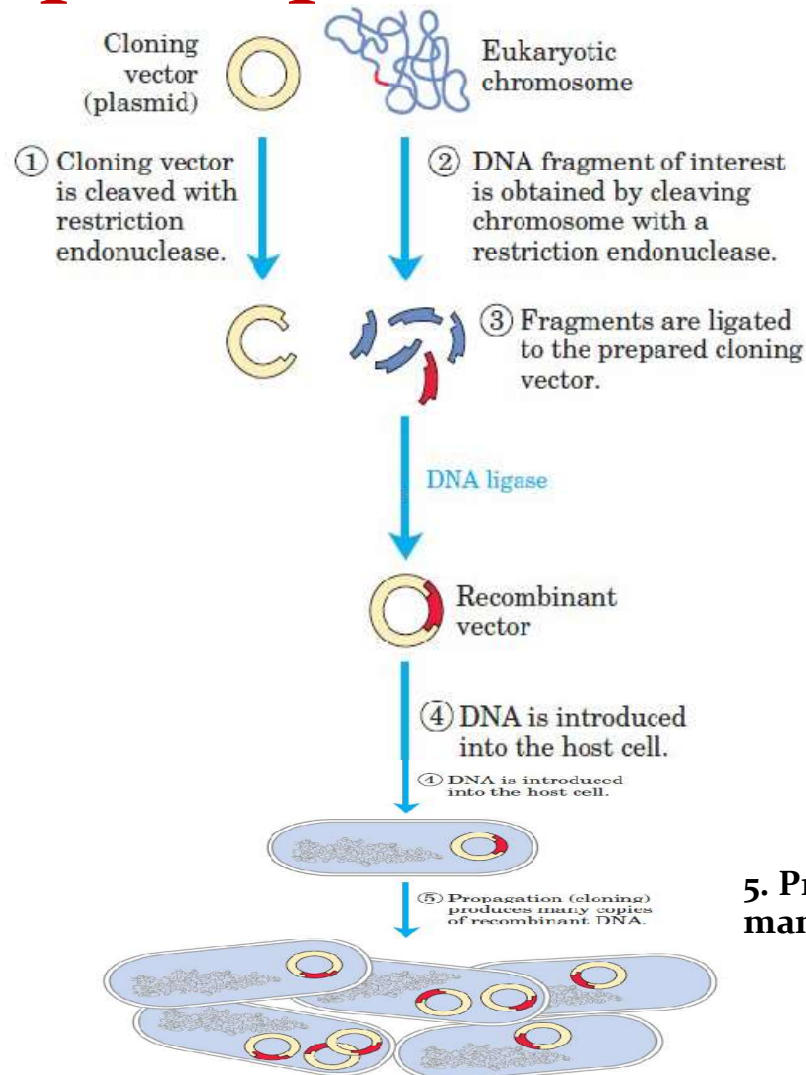 Cloning
vector
(plasmid)
Eukaryotic
chromosome
① Cloning vector
is cleaved with
restriction
endonuclease.
② DNA fragment of interest
is obtained by cleaving
chromosome with a
restriction endonuclease.
③ Fragments are ligated
to the prepared cloning
vector.
DNA ligase
Recombinant
vector
④ DNA is introduced
into the host cell.
④ DNA is introduced
into the host cell.
⑤ Propagation (cloning)
produces many copies
of recombinant DNA.
5.